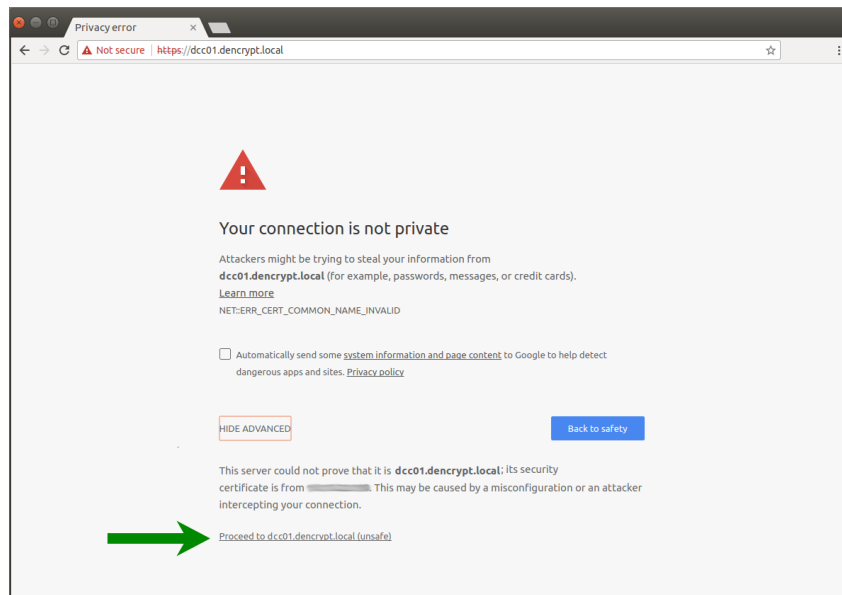 Privacy error
Not secure | https://dcc01.dencrypt.local
Your connection is not private
Attackers might be trying to steal your information from
dcc01.dencrypt.local (for example, passwords, messages, or credit cards).
Learn more
NET::ERR_CERT_COMMON_NAME_INVALID
Automatically send some system information and page content to Google to help detect
dangerous apps and sites. Privacy policy
HIDE ADVANCED
Back to safety
This server could not prove that it is dcc01.dencrypt.local; its security
certificate is from . This may be caused by a misconfiguration or an attacker
intercepting your connection.
Proceed to dcc01.dencrypt.local (unsafe)